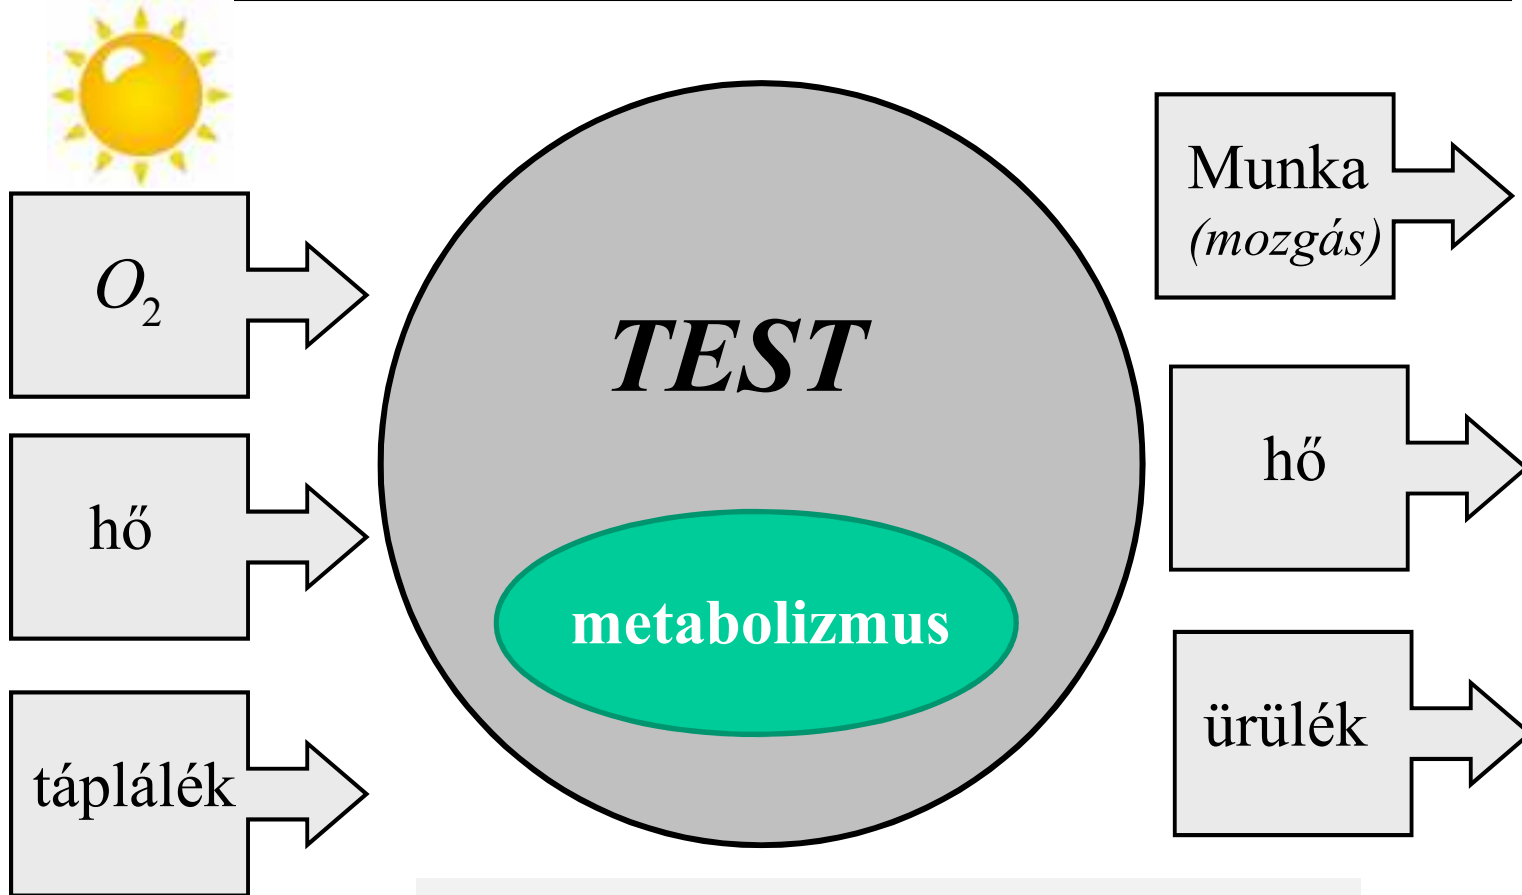 O₂
hő
táplálék
TEST
metabolizmus
Munka
(mozgás)
hő
ürülék